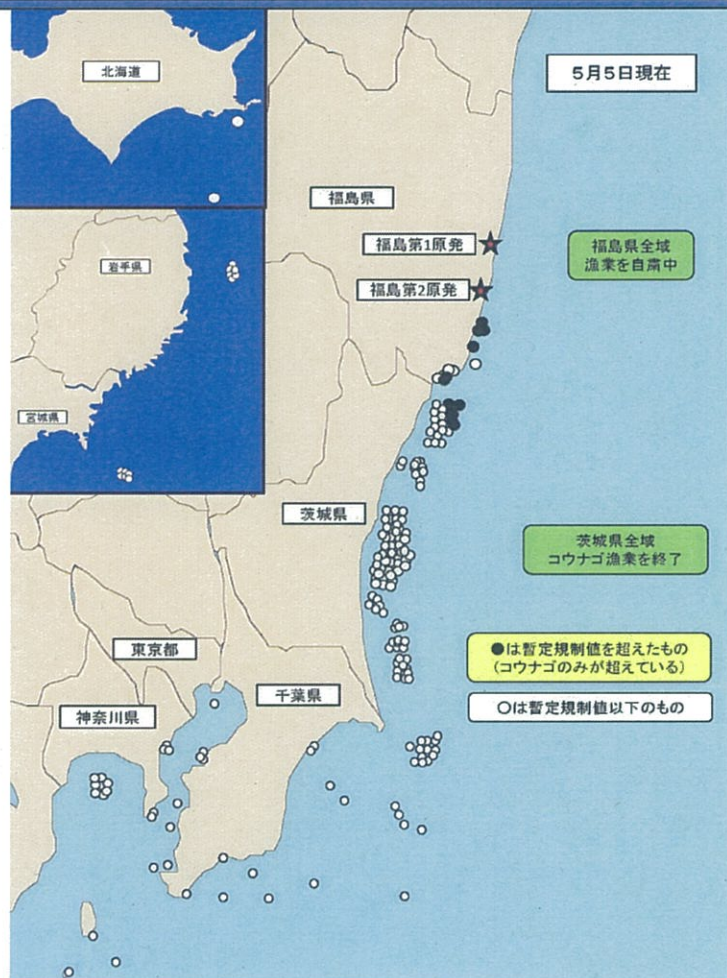 北海道
5月5日現在
福島県
福島第1原発
福島県全域
漁業を自粛中
岩手県
福島第2原発
宮城県
茨城県
茨城県全域
コウナゴ漁業を終了
東京都
●は暫定規制値を超えたもの
(コウナゴのみが超えている)
千葉県
神奈川県
○は暫定規制値以下のもの